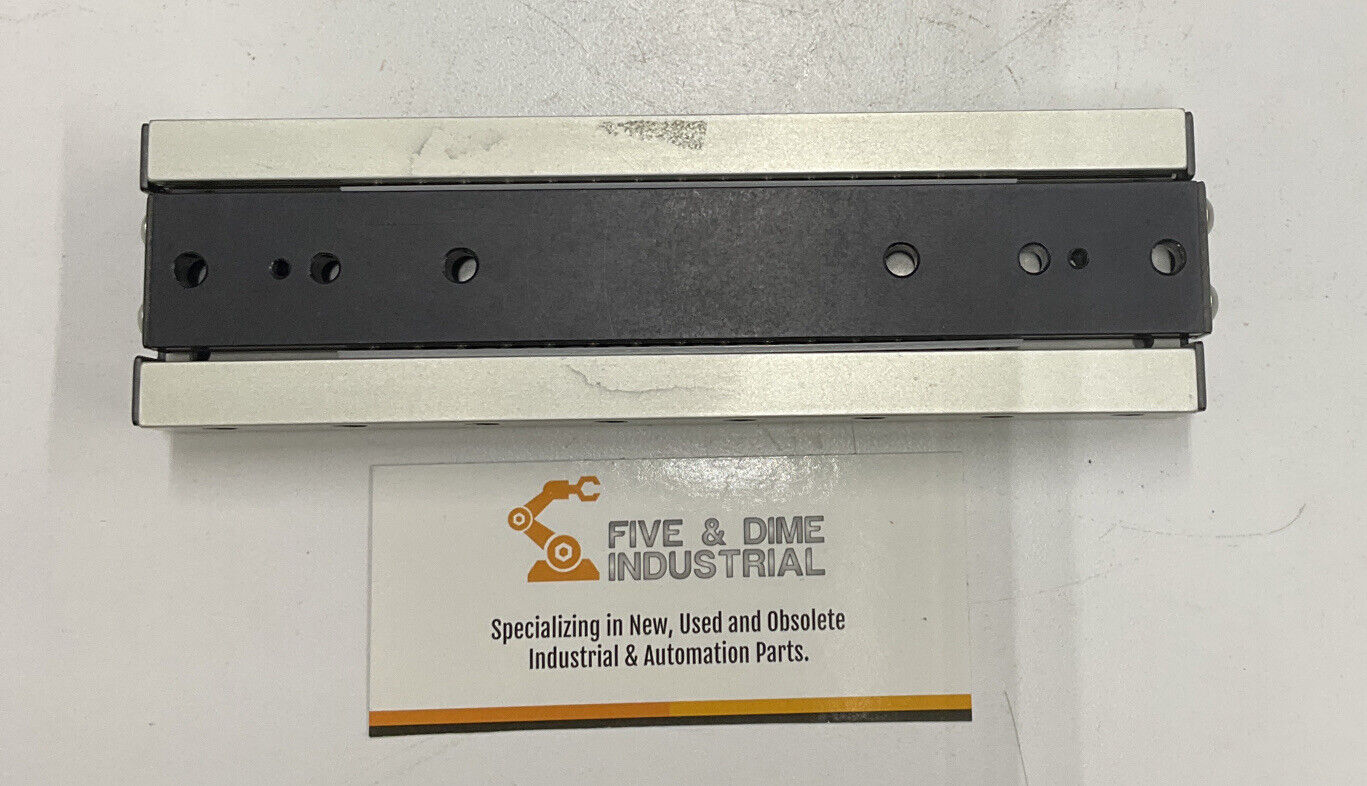 FIVE & DIME
INDUSTRIAL
Specializing in New, Used and Obsolete
Industrial & Automation Parts.